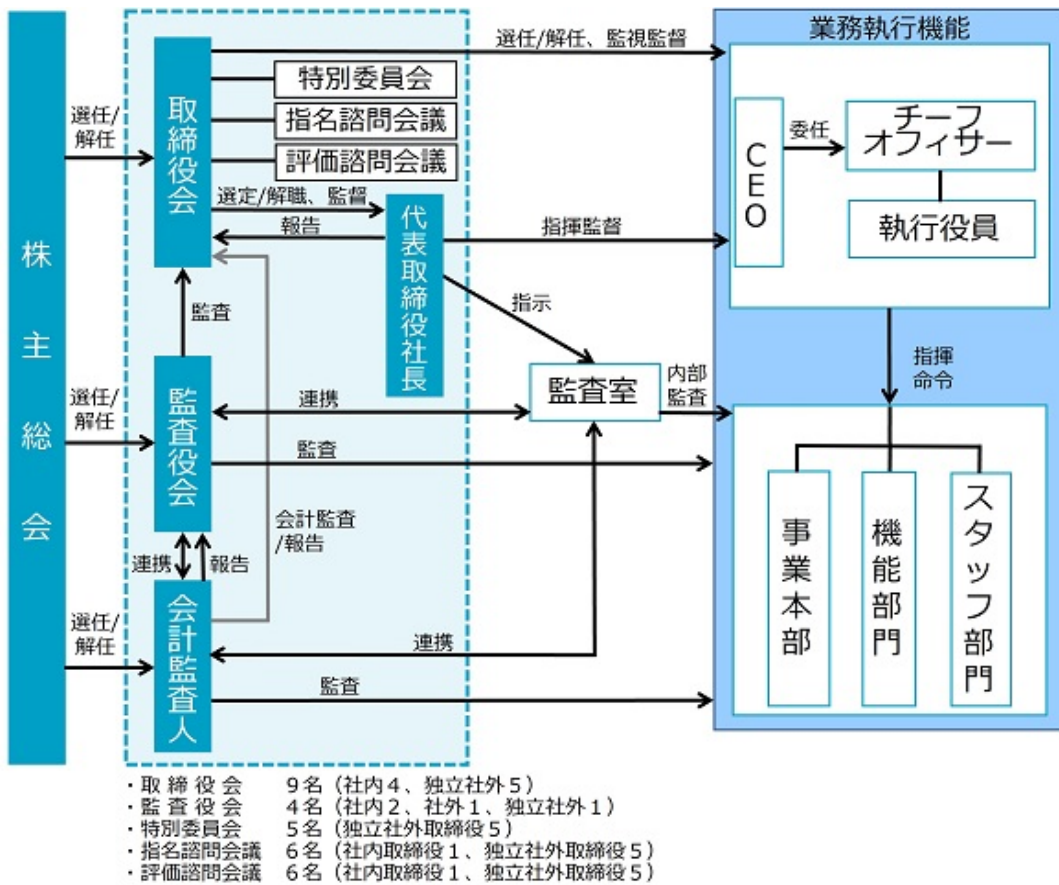 株主総会
選任/
解任
選任/
解任
選任/
解任
取締役会
特別委員会
指名諮問会議
評価諮問会議
選定/解職、監督
報告
代表取締役社長
監査
監査役会
連携
報告
会計監査
/報告
会計監査人
選任/解任、監視監督
指揮監督
指示
連携
監査室
内部
監査
監査
連携
監査
業務執行機能
CEO
委任
チーフ
オフィサー
執行役員
指揮
命令
事業本部
機能部門
スタッフ部門
・取締役会 9名（社内４、独立社外５）
・監査役会 4名（社内２、社外１、独立社外１）
・特別委員会 5名（独立社外取締役５）
・指名諮問会議 6名（社内取締役１、独立社外取締役５）
・評価諮問会議 6名（社内取締役１、独立社外取締役５）